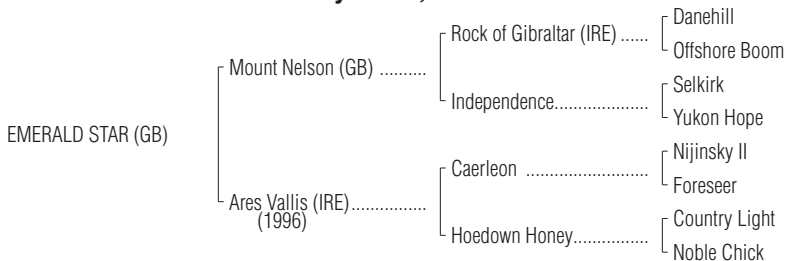 Danehill
Rock of Gibraltar (IRE) ......
Offshore Boom
Mount Nelson (GB) ..........
Selkirk
Independence.....................
Yukon Hope
EMERALD STAR (GB)
Nijinsky II
Caerleon ...........................
Foreseer
Ares Vallis (IRE)................
(1996)
Country Light
Hoedown Honey................
Noble Chick